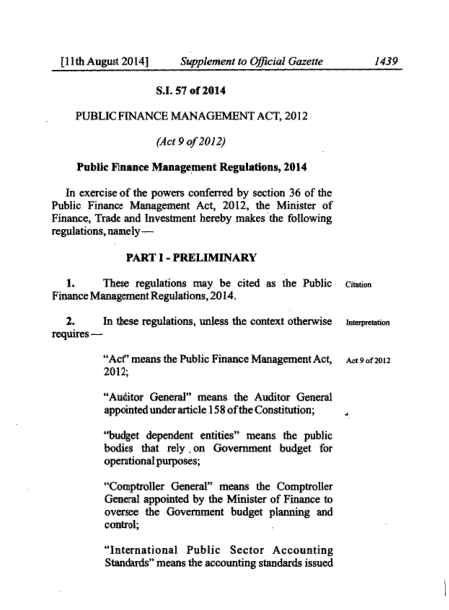 [11th August 2014] Supplement to Official Gazette 1439
S.I. 57 of 2014
PUBLIC FINANCE MANAGEMENT ACT, 2012
(Act 9 of 2012)
Public Finance Management Regulations, 2014
In exercise of the powers conferred by section 36 of the
Public Finance Management Act, 2012, the Minister of
Finance, Trade and Investment hereby makes the following
regulations, namely —
PART I - PRELIMINARY
1. These regulations may be cited as the Public Citation
Finance Management Regulations, 2014.
2. In these regulations, unless the context otherwise Interpretation
requires —
"Act" means the Public Finance Management Act, Act 9 of 2012
2012;
"Auditor General" means the Auditor General
appointed under article 158 of the Constitution;
"budget dependent entities" means the public
bodies that rely on Government budget for
operational purposes;
"Comptroller General" means the Comptroller
General appointed by the Minister of Finance to
oversee the Government budget planning and
control;
"International Public Sector Accounting
Standards" means the accounting standards issued